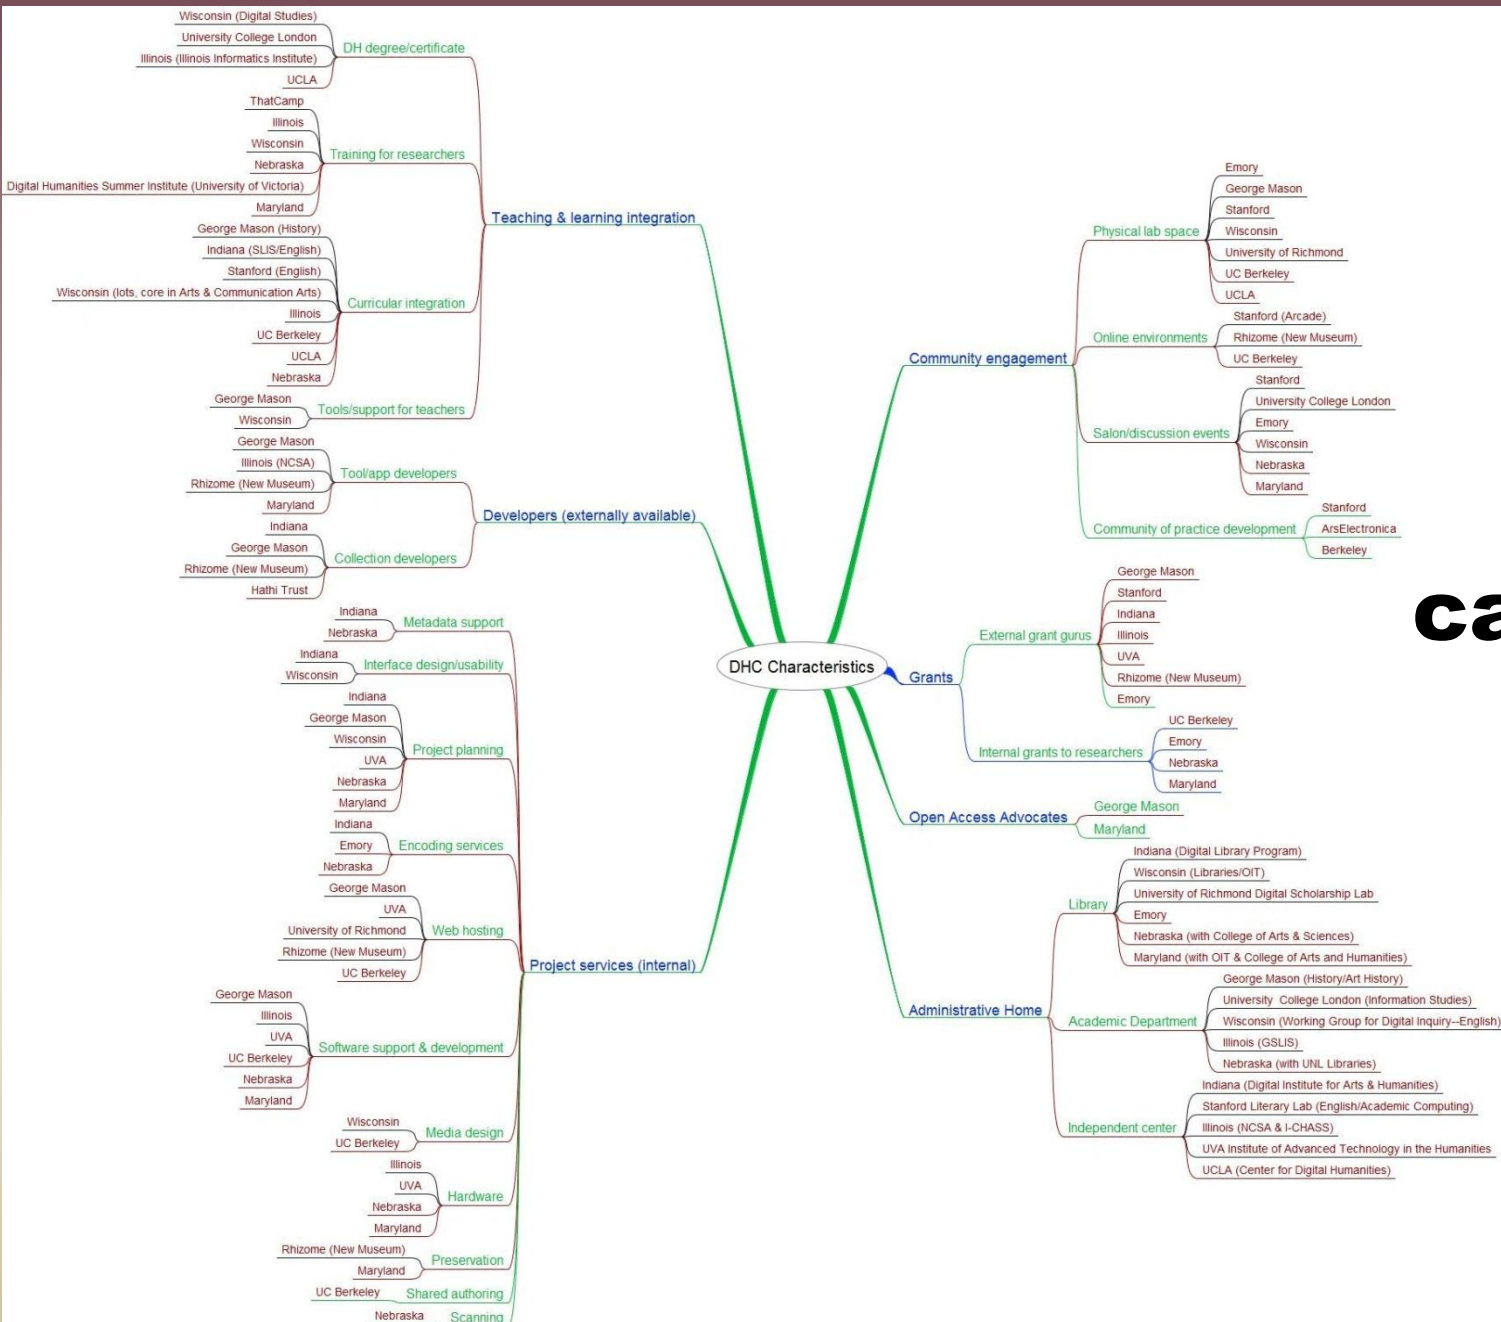 Wisconsin (Digital Studies)
University College London
Illinois (Illinois Informatics Institute)
UCLA
DH degree/certificate
ThatCamp
Illinois
Wisconsin
Nebraska
Digital Humanities Summer Institute (University of Victoria)
Maryland
Training for researchers
George Mason (History)
Indiana (SLIS/English)
Stanford (English)
Wisconsin (lots, core in Arts & Communication Arts)
Illinois
UC Berkeley
UCLA
Nebraska
Curricular integration
George Mason
Wisconsin
Tools/support for teachers
Teaching & learning integration
George Mason
Illinois (NCSA)
Rhizome (New Museum)
Maryland
Tool/app developers
Indiana
George Mason
Rhizome (New Museum)
Hathi Trust
Collection developers
Developers (externally available)
Indiana
Nebraska
Metadata support
Indiana
Wisconsin
Interface design/usability
Indiana
George Mason
Wisconsin
UVA
Nebraska
Maryland
Project planning
Indiana
Emory
Nebraska
Encoding services
George Mason
UVA
University of Richmond
Rhizome (New Museum)
UC Berkeley
Web hosting
George Mason
Illinois
UVA
UC Berkeley
Nebraska
Maryland
Software support & development
Wisconsin
UC Berkeley
Media design
Illinois
UVA
Nebraska
Maryland
Hardware
Rhizome (New Museum)
Maryland
Preservation
UC Berkeley
Shared authoring
Nebraska
Scanning
Project services (internal)
DHC Characteristics
Community engagement
Physical lab space
Emory
George Mason
Stanford
Wisconsin
University of Richmond
UC Berkeley
UCLA
Online environments
Stanford (Arcade)
Rhizome (New Museum)
UC Berkeley
Salon/discussion events
Stanford
University College London
Emory
Wisconsin
Nebraska
Maryland
Community of practice development
Stanford
ArsElectronica
Berkeley
ca
Grants
External grant gurus
George Mason
Stanford
Indiana
Illinois
UVA
Rhizome (New Museum)
Emory
Internal grants to researchers
UC Berkeley
Emory
Nebraska
Maryland
Open Access Advocates
George Mason
Maryland
Administrative Home
Library
Indiana (Digital Library Program)
Wisconsin (Libraries/OIT)
University of Richmond Digital Scholarship Lab
Emory
Nebraska (with College of Arts & Sciences)
Maryland (with OIT & College of Arts and Humanities)
Academic Department
George Mason (History/Art History)
University College London (Information Studies)
Wisconsin (Working Group for Digital Inquiry--English)
Illinois (GSLIS)
Nebraska (with UNL Libraries)
Independent center
Indiana (Digital Institute for Arts & Humanities)
Stanford Literary Lab (English/Academic Computing)
Illinois (NCSA & I-CHASS)
UVA Institute of Advanced Technology in the Humanities
UCLA (Center for Digital Humanities)